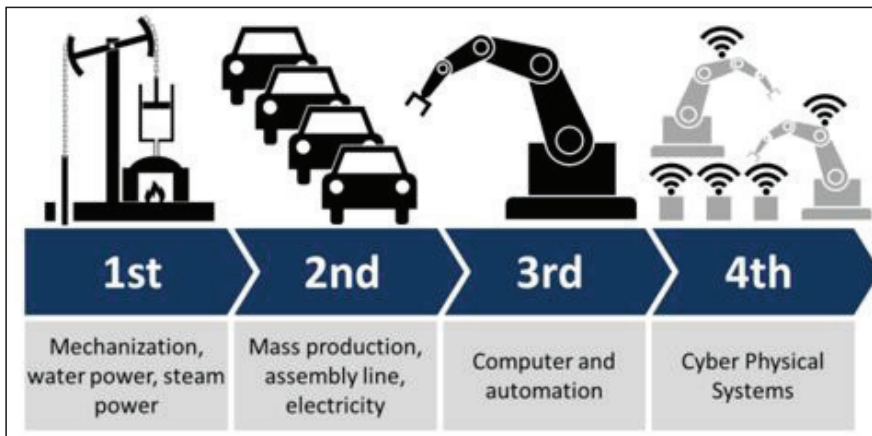 1st
2nd
3rd
4th
Mechanization,
water power, steam
power
Mass production,
assembly line,
electricity
Computer and
automation
Cyber Physical
Systems